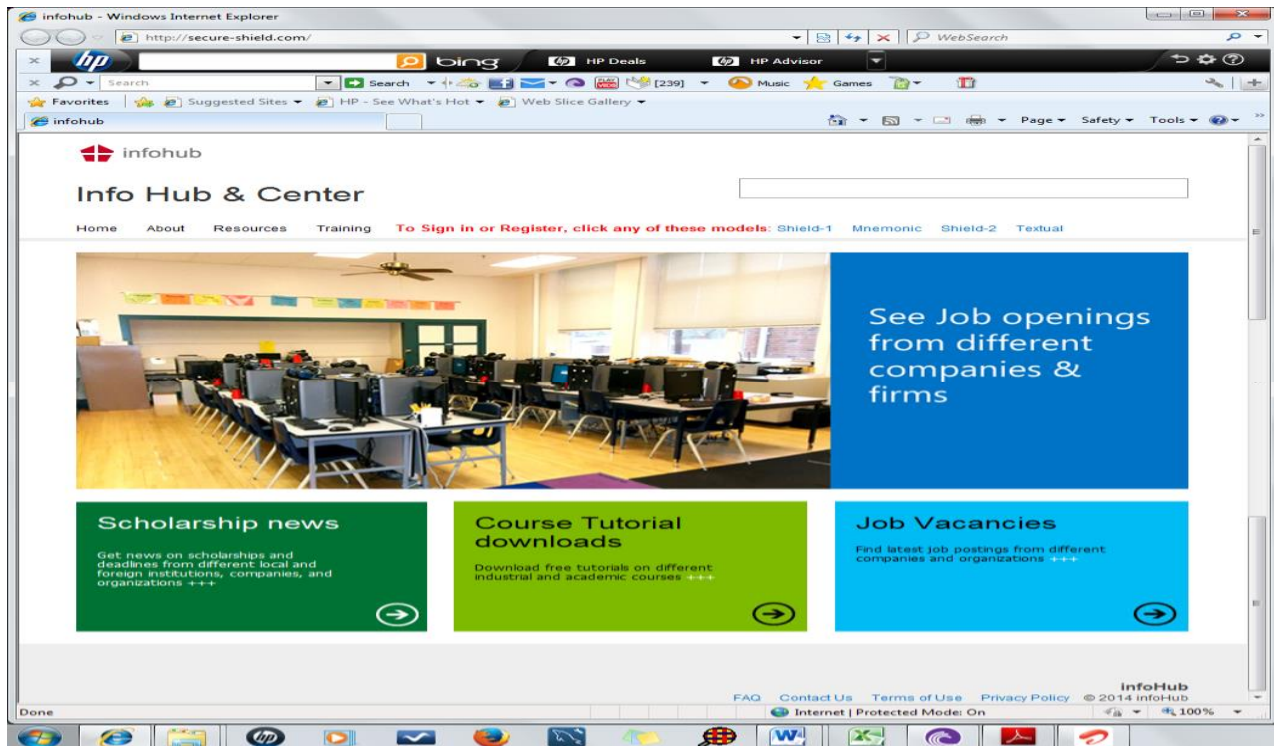 infohub - Windows Internet Explorer
http://secure-shield.com/
WebSearch
hp
bing
HP Deals
HP Advisor
Search
Search
[239]
Music
Games
Favorites
Suggested Sites
HP - See What's Hot
Web Slice Gallery
infohub
Page
Safety
Tools
infohub
Info Hub & Center
Home About Resources Training To Sign in or Register, click any of these models: Shield-1 Mnemonic Shield-2 Textual
See Job openings
from different
companies &
firms
Scholarship news
Get news on scholarships and
deadlines from different local and
foreign institutions, companies, and
organizations +++
Course Tutorial
downloads
Download free tutorials on different
industrial and academic courses +++
Job Vacancies
Find latest job postings from different
companies and organizations +++
infoHub
FAQ Contact Us Terms of Use Privacy Policy © 2014 infoHub
Done
Internet | Protected Mode: On
100%